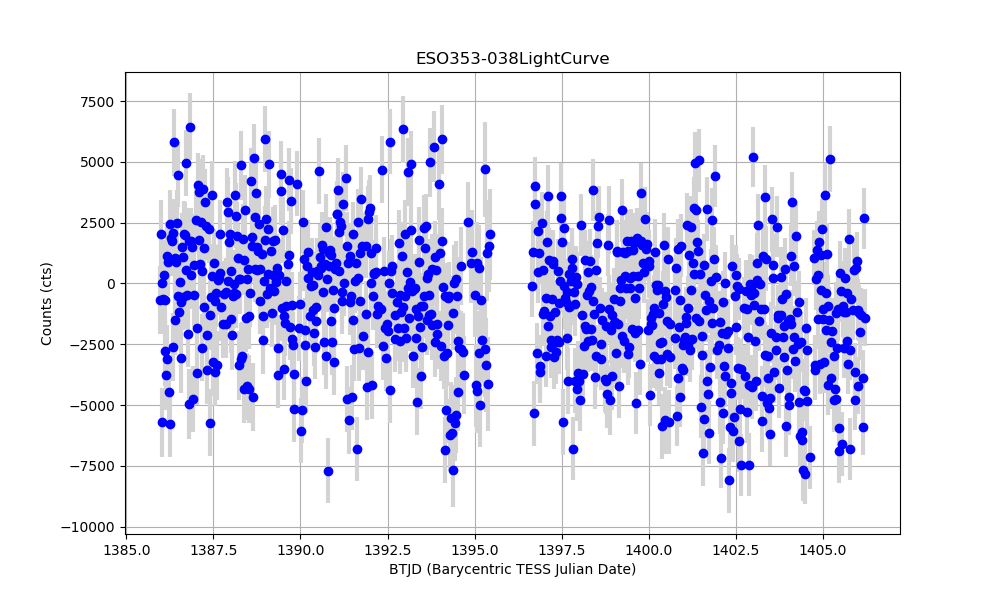 ESO353-038LightCurve
Counts (cts)
7500
5000
2500
0
−2500
−5000
−7500
−10000
1385.0 1387.5 1390.0 1392.5 1395.0 1397.5 1400.0 1402.5 1405.0
BTJD (Barycentric TESS Julian Date)